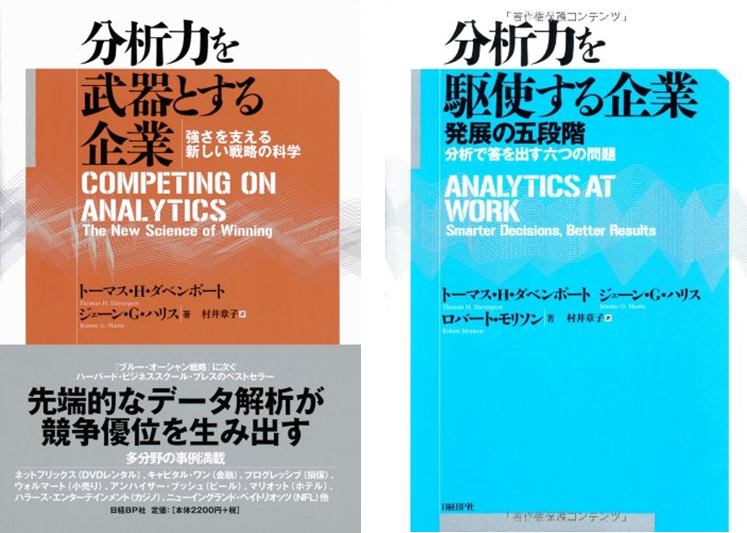 分析力を
武器とする
企業
強さを支える
新しい戦略の科学
COMPETING ON
ANALYTICS
The New Science of Winning
トーマス・H・ダベンポート
Thomas H. Davenport
ジェーン・G・ハリス 著 村井章子 訳
Jeanne G. Harris
「ブルー・オーシャン戦略」に次ぐ
ハーバード・ビジネススクール・プレスのベストセラー
先端的なデータ解析が
競争優位を生み出す
多分野の事例満載
ネットフリックス(DVDレンタル)、キャピタル・ワン(金融)、プログレッシブ(損保)、
ウォルマート(小売り)、アンハイザー・ブッシュ(ビール)、マリオット(ホテル)、
ハラーズ・エンターテインメント(カジノ)、ニューイングランド・ペイトリオッツ(NFL)他
日経BP社 定価:[本体2200円+税]
「著作権保護コンテンツ」
分析力を
駆使する企業
発展の五段階
分析で答を出す六つの問題
ANALYTICS AT
WORK
Smarter Decisions, Better Results
トーマス・H・ダベンポート ジェーン・G・ハリス
Thomas H. Davenport Jeanne G. Harris
ロバート・モリソン 著 村井章子 訳
Robert Morison
日経BP社
「著作権保護コンテンツ」